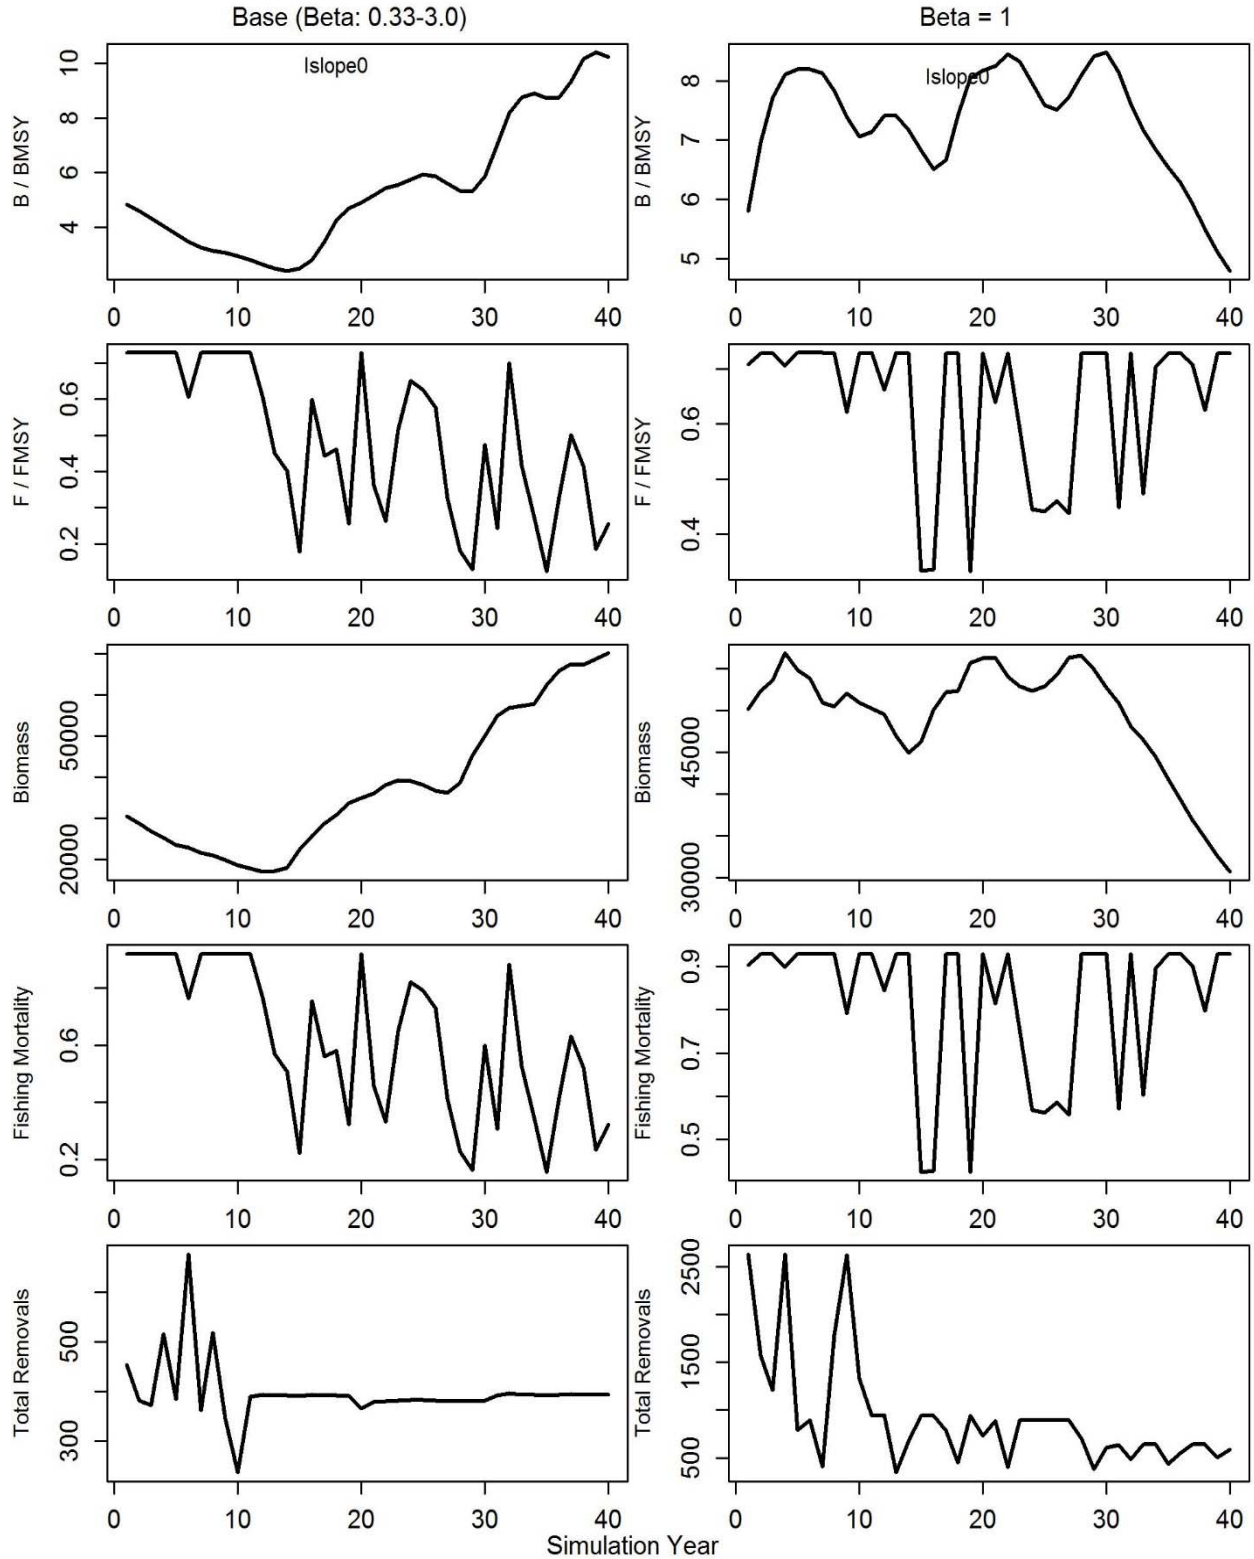 Base (Beta: 0.33-3.0)
Beta = 1
B / BMSY
10
8
6
4
Islope0
0 10 20 30 40
B / BMSY
8
7
6
5
Islope0
0 10 20 30 40
F / FMSY
0.6
0.4
0.2
0 10 20 30 40
F / FMSY
0.6
0.4
0 10 20 30 40
Biomass
50000
20000
0 10 20 30 40
Biomass
45000
30000
0 10 20 30 40
Fishing Mortality
0.6
0.2
0 10 20 30 40
Fishing Mortality
0.9
0.7
0.5
0 10 20 30 40
Total Removals
500
300
0 10 20 30 40
Total Removals
2500
1500
500
0 10 20 30 40
Simulation Year